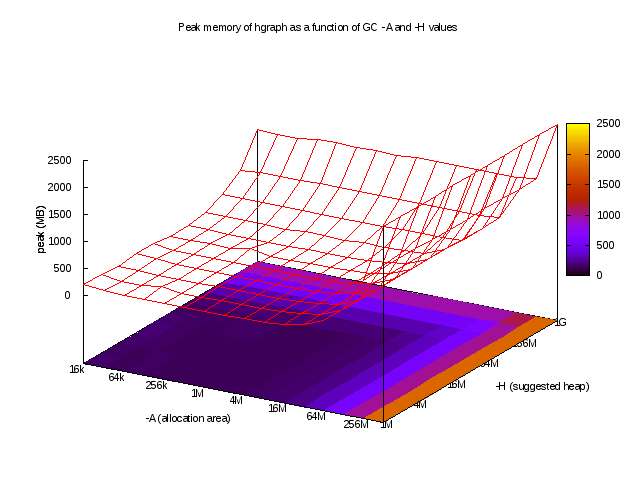 Peak memory of hgraph as a function of GC -A and -H values
peak (MB)
2500
2000
1500
1000
500
0
2500
2000
1500
1000
500
0
16k
64k
256k
1M
4M
16M
64M
256M
1M
4M
16M
64M
256M
1G
-A (allocation area)
-H (suggested heap)